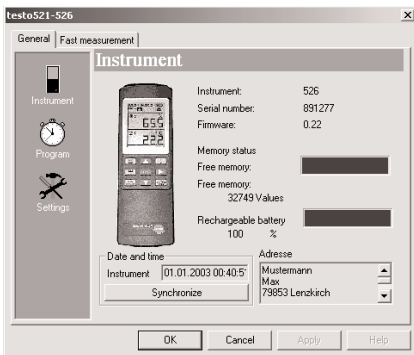 testo521-526
General Fast measurement
Instrument
Instrument
Program
Settings
Instrument: 526
Serial number: 891277
Firmware: 0.22
Memory status
Free memory:
Free memory:
32749 Values
Rechargeable battery
100 %
Date and time
Instrument 01.01.2003 00:40:5
Synchronize
Adresse
Mustermann
Max
79853 Lenzkirch
OK Cancel Apply Help